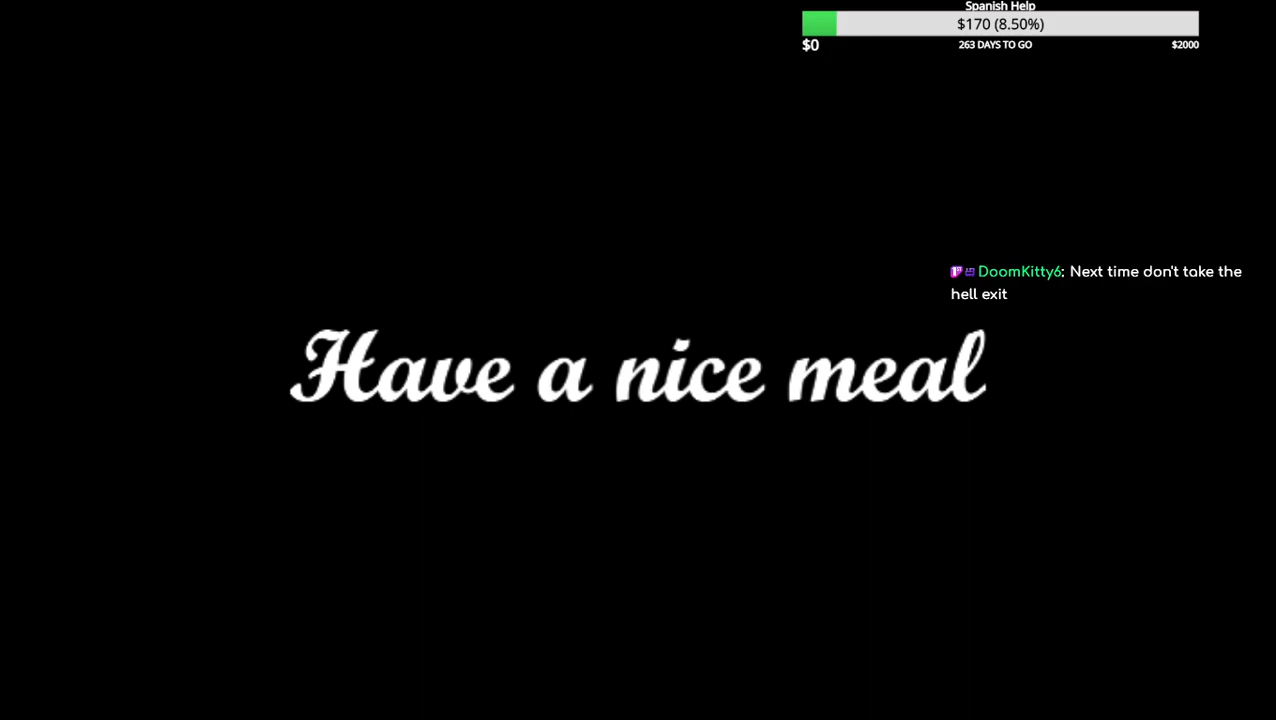 Spanish Help
$170 (8.50%)
$0
263 DAYS TO GO
$2000
DoomKitty6: Next time don't take the
hell exit
Have a nice meal